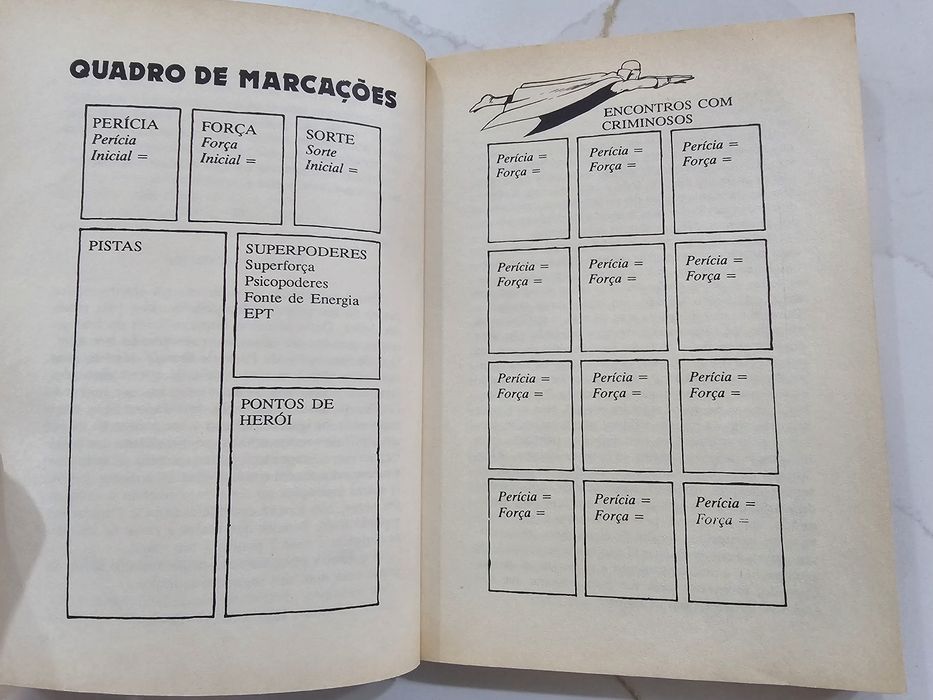 QUADRO DE MARCAÇÕES
PERÍCIA
Perícia
Inicial =
FORÇA
Força
Inicial =
SORTE
Sorte
Inicial =
PISTAS
SUPERPODERES
Superforça
Psicopoderes
Fonte de Energia
EPT
PONTOS DE
HERÓI
ENCONTROS COM
CRIMINOSOS
Perícia =
Força =
Perícia =
Força =
Perícia =
Força =
Perícia =
Força =
Perícia =
Força =
Perícia =
Força =
Perícia =
Força =
Perícia =
Força =
Perícia =
Força =
Perícia =
Força =
Perícia =
Força =
Perícia =
Força =